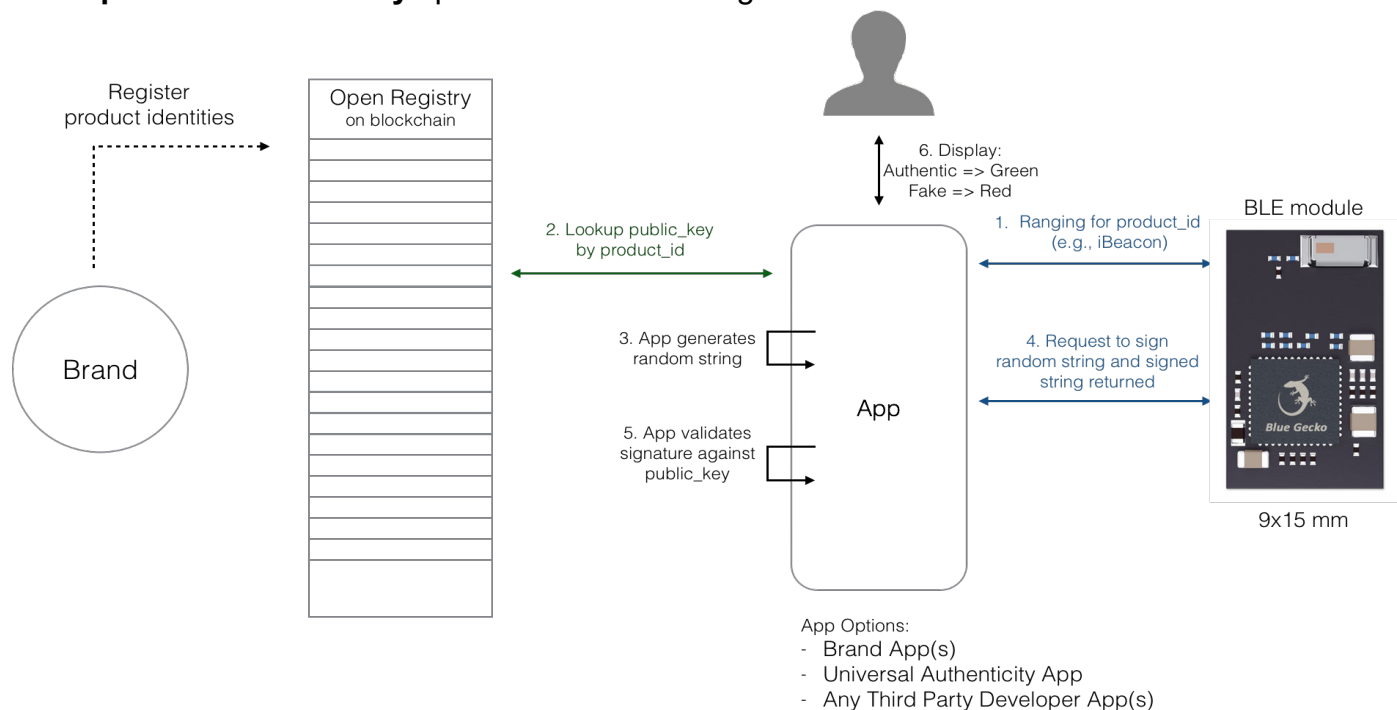 Register
product identities
Open Registry
on blockchain
6. Display:
Authentic => Green
Fake => Red
BLE module
1. Ranging for product_id
(e.g., iBeacon)
2. Lookup public_key
by product_id
3. App generates
random string
4. Request to sign
random string and signed
string returned
Brand
App
Blue Gecko
5. App validates
signature against
public_key
9x15 mm
App Options:
- Brand App(s)
- Universal Authenticity App
- Any Third Party Developer App(s)